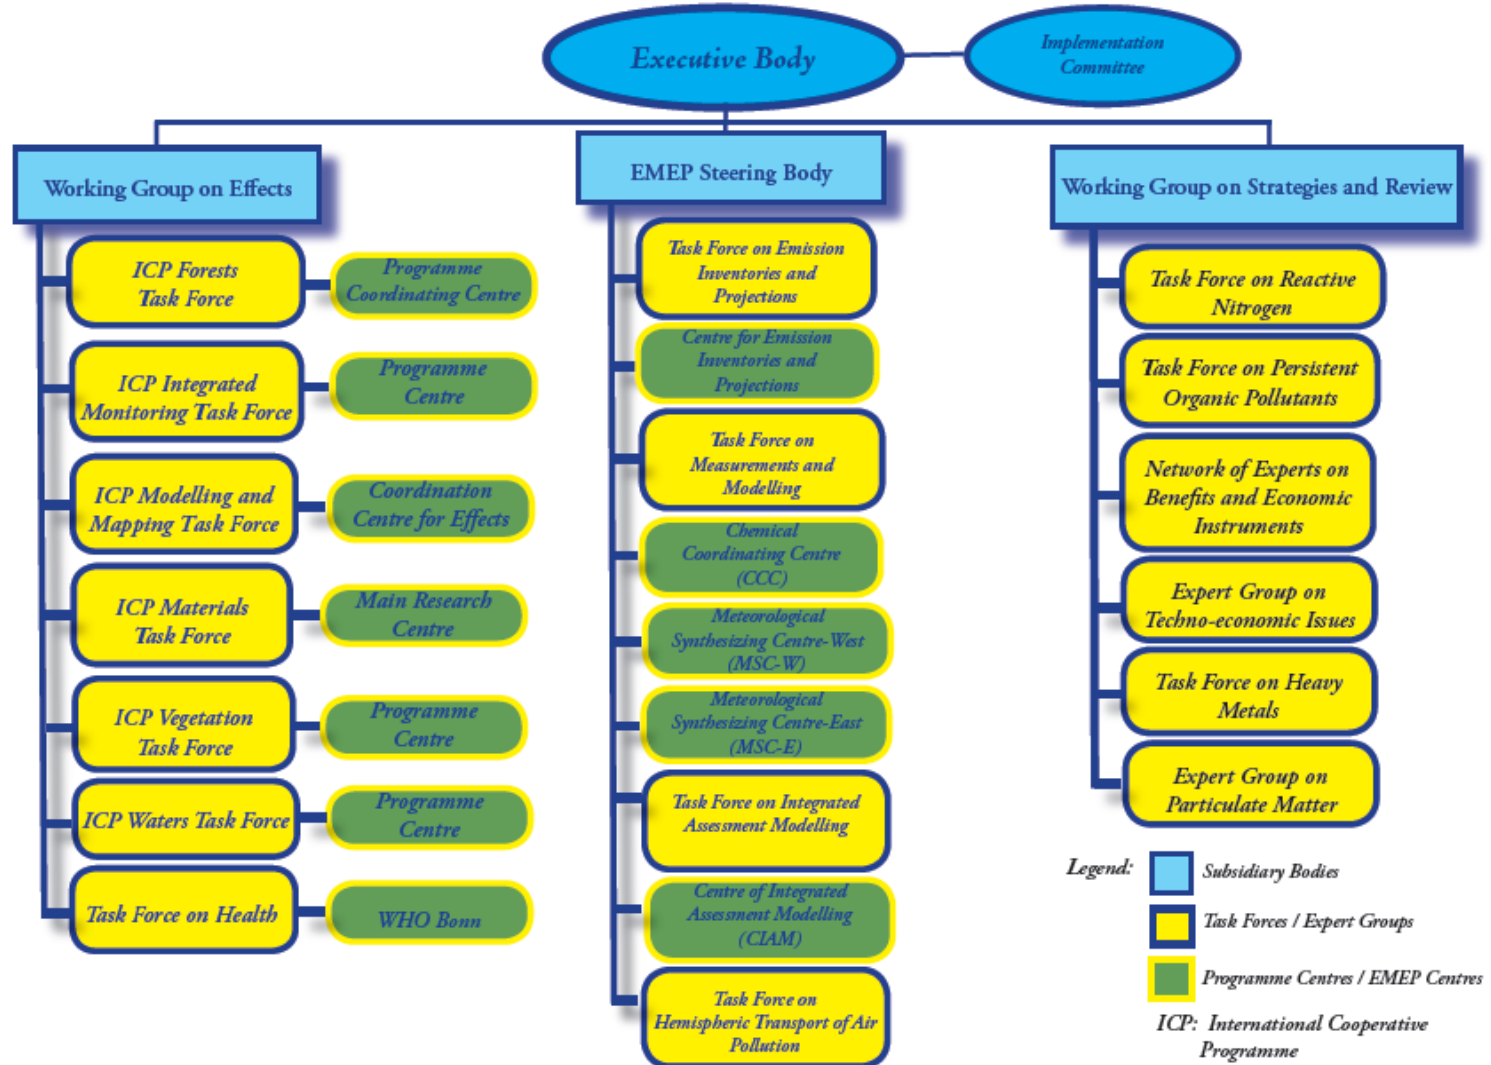 Executive Body
Implementation
Committee
Working Group on Effects
EMEP Steering Body
Working Group on Strategies and Review
ICP Forests
Task Force
Programme
Coordinating Centre
ICP Integrated
Monitoring Task Force
Programme
Centre
ICP Modelling and
Mapping Task Force
Coordination
Centre for Effects
ICP Materials
Task Force
Main Research
Centre
ICP Vegetation
Task Force
Programme
Centre
ICP Waters Task Force
Programme
Centre
Task Force on Health
WHO Bonn
Task Force on Emission
Inventories and
Projections
Centre for Emission
Inventories and
Projections
Task Force on
Measurements and
Modelling
Chemical
Coordinating Centre
(CCC)
Meteorological
Synthesizing Centre-West
(MSC-W)
Meteorological
Synthesizing Centre-East
(MSC-E)
Task Force on Integrated
Assessment Modelling
Centre of Integrated
Assessment Modelling
(CIAM)
Task Force on
Hemispheric Transport of Air
Pollution
Task Force on Reactive
Nitrogen
Task Force on Persistent
Organic Pollutants
Network of Experts on
Benefits and Economic
Instruments
Expert Group on
Techno-economic Issues
Task Force on Heavy
Metals
Expert Group on
Particulate Matter
Legend:
Subsidiary Bodies
Task Forces / Expert Groups
Programme Centres / EMEP Centres
ICP: International Cooperative
Programme